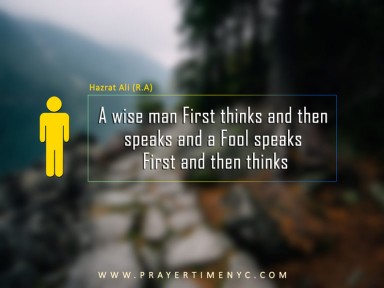 Hazrat Ali (R.A)
A wise man First thinks and then
speaks and a Fool speaks
First and then thinks
WWW.PRAYERTIMENYC.COM